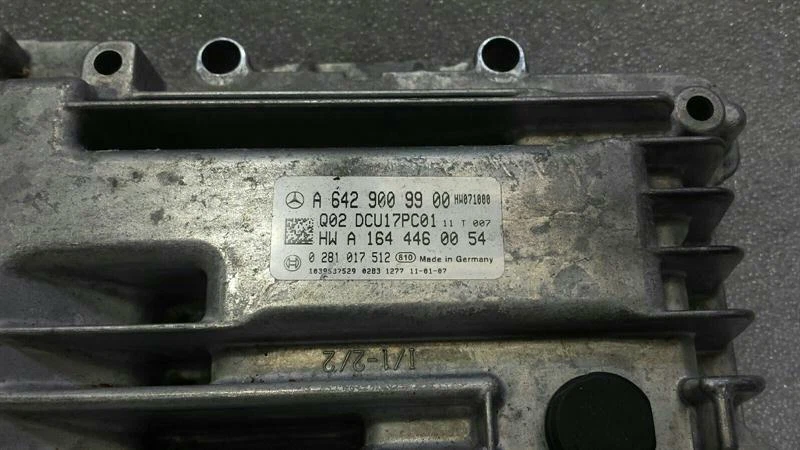 A 642 900 99 00 HW071000
Q02 DCU17PC01 11 T 007
HW A 164 446 00 54
0 281 017 512 810 Made in Germany
1039S37529 0283 1277 11-01-07
I/1-2/2